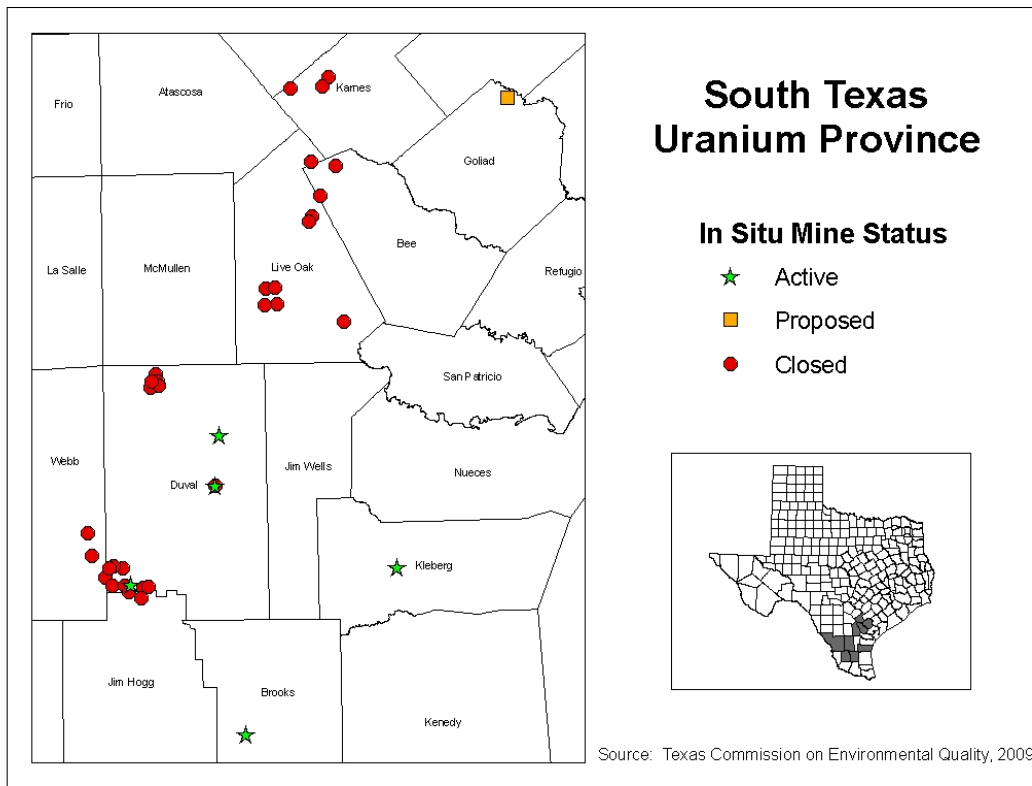 South Texas
Uranium Province
In Situ Mine Status
Active
Proposed
Closed
Frio
Atascosa
Karnes
Goliad
La Salle
McMullen
Live Oak
Bee
Refugio
San Patricio
Webb
Duval
Jim Wells
Nueces
Kleberg
Jim Hogg
Brooks
Kenedy
Source: Texas Commission on Environmental Quality, 2009